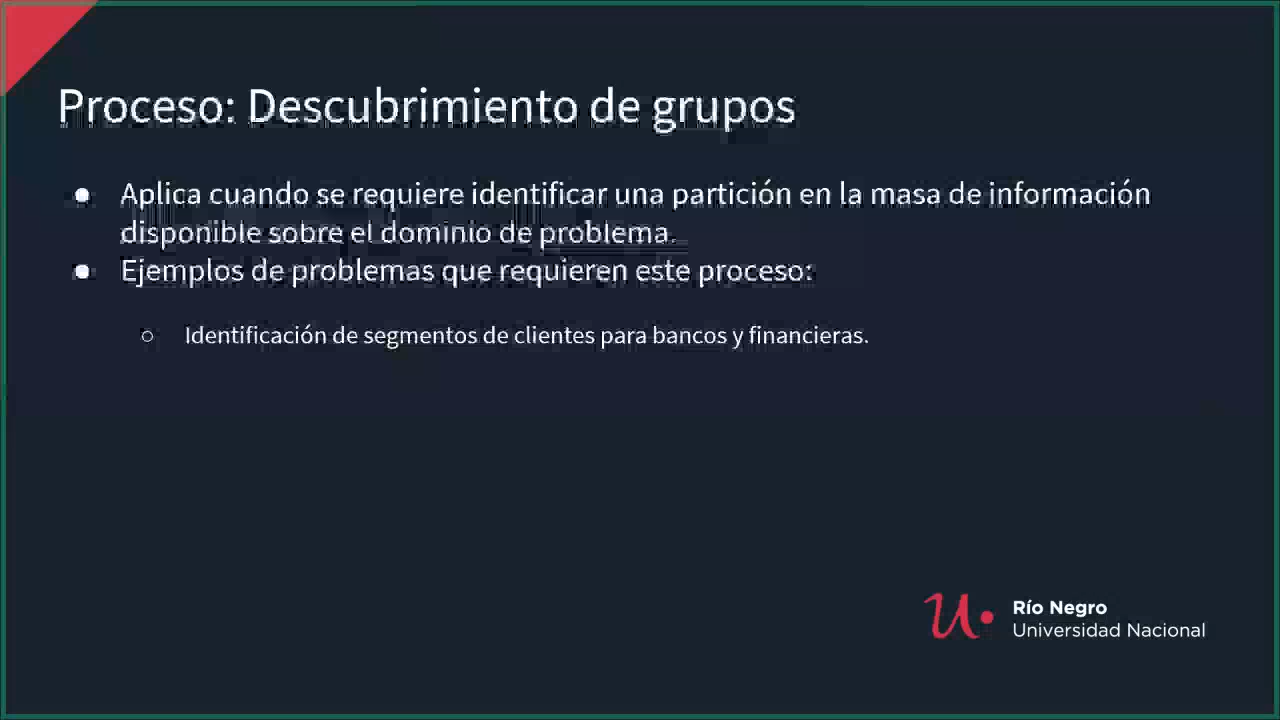 Proceso: Descubrimiento de grupos
● Aplica cuando se requiere identificar una partición en la masa de información
disponible sobre el dominio de problema.
● Ejemplos de problemas que requieren este proceso:
○ Identificación de segmentos de clientes para bancos y financieras.
Río Negro
Universidad Nacional